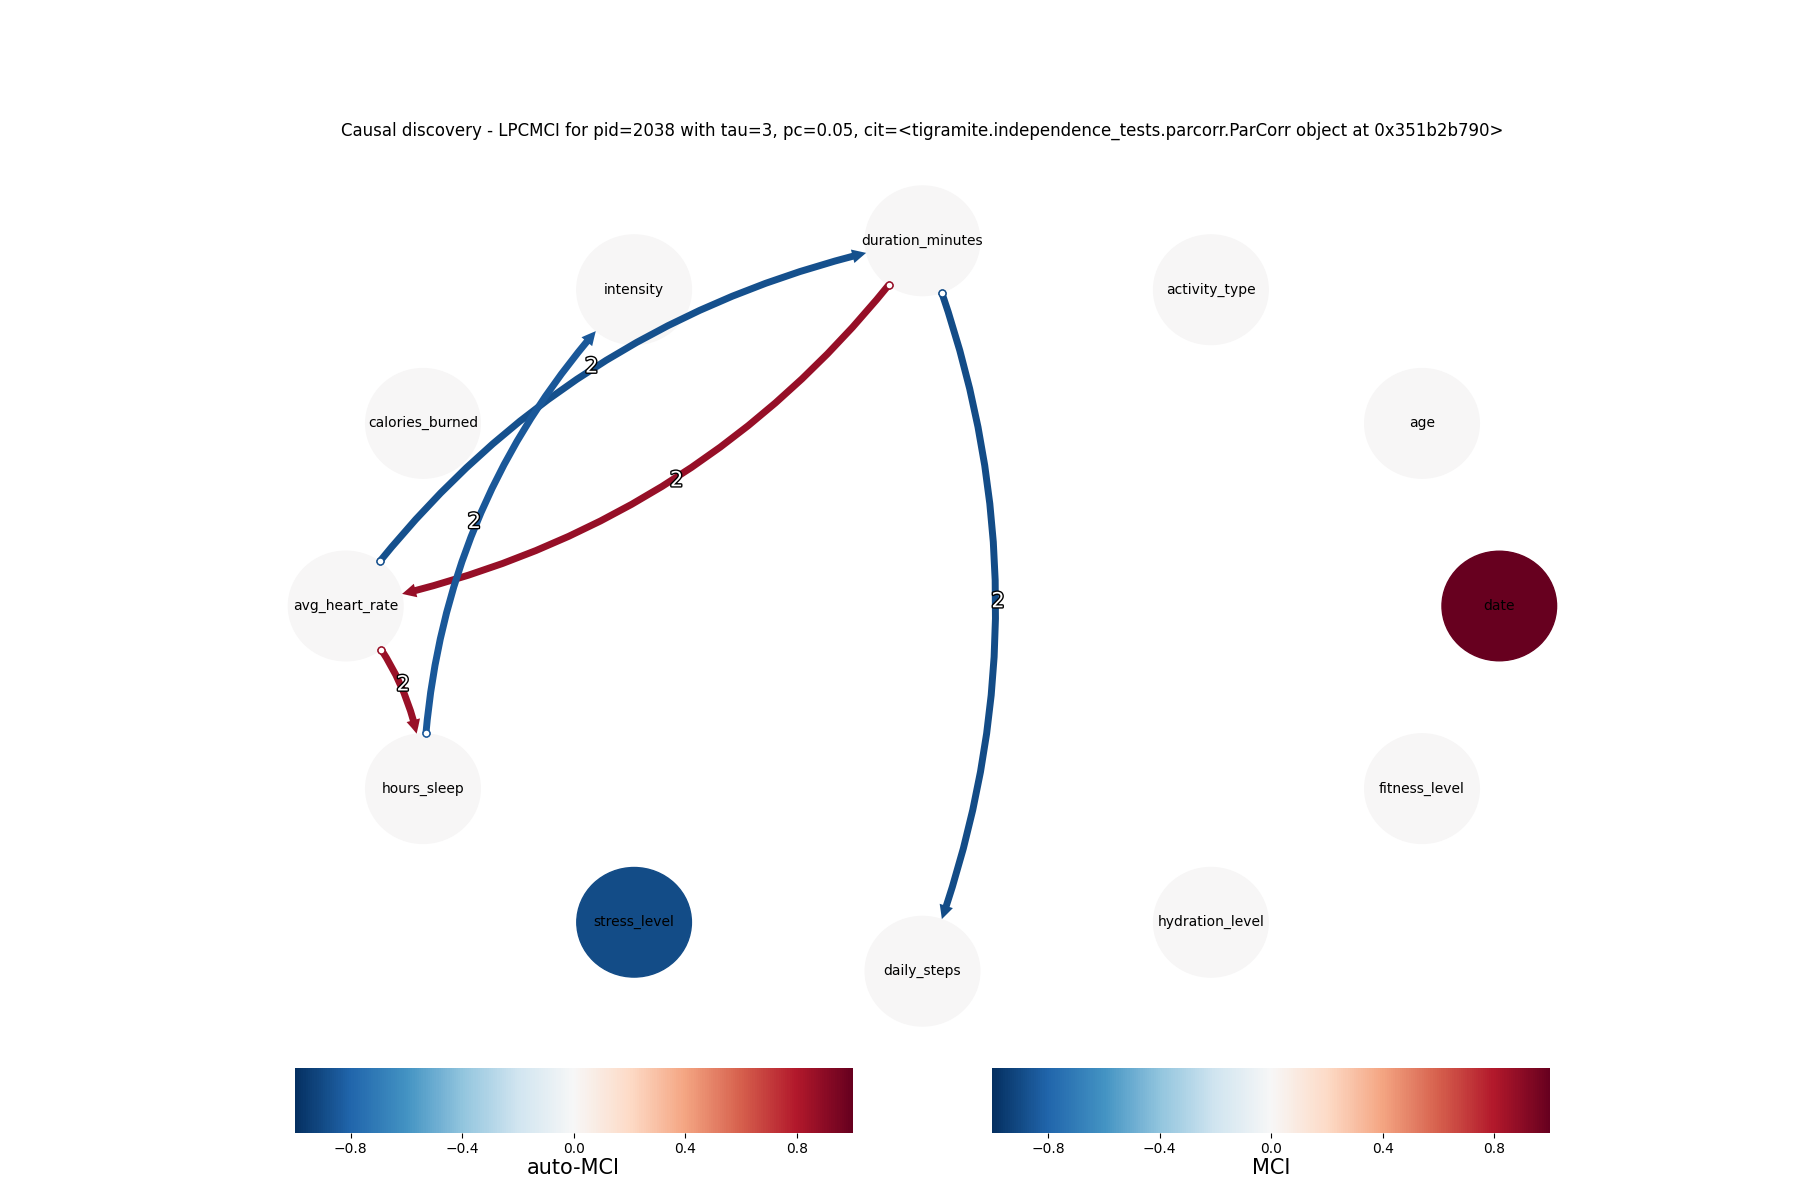 Causal discovery - LPCMCI for pid=2038 with tau=3, pc=0.05, cit=<tigramite.independence_tests.parcorr.ParCorr object at 0x351b2b790>
duration_minutes
intensity
activity_type
2
calories_burned
age
2
2
avg_heart_rate
2
date
2
hours_sleep
fitness_level
stress_level
hydration_level
daily_steps
−0.8 −0.4 0.0 0.4 0.8
auto-MCI
−0.8 −0.4 0.0 0.4 0.8
MCI